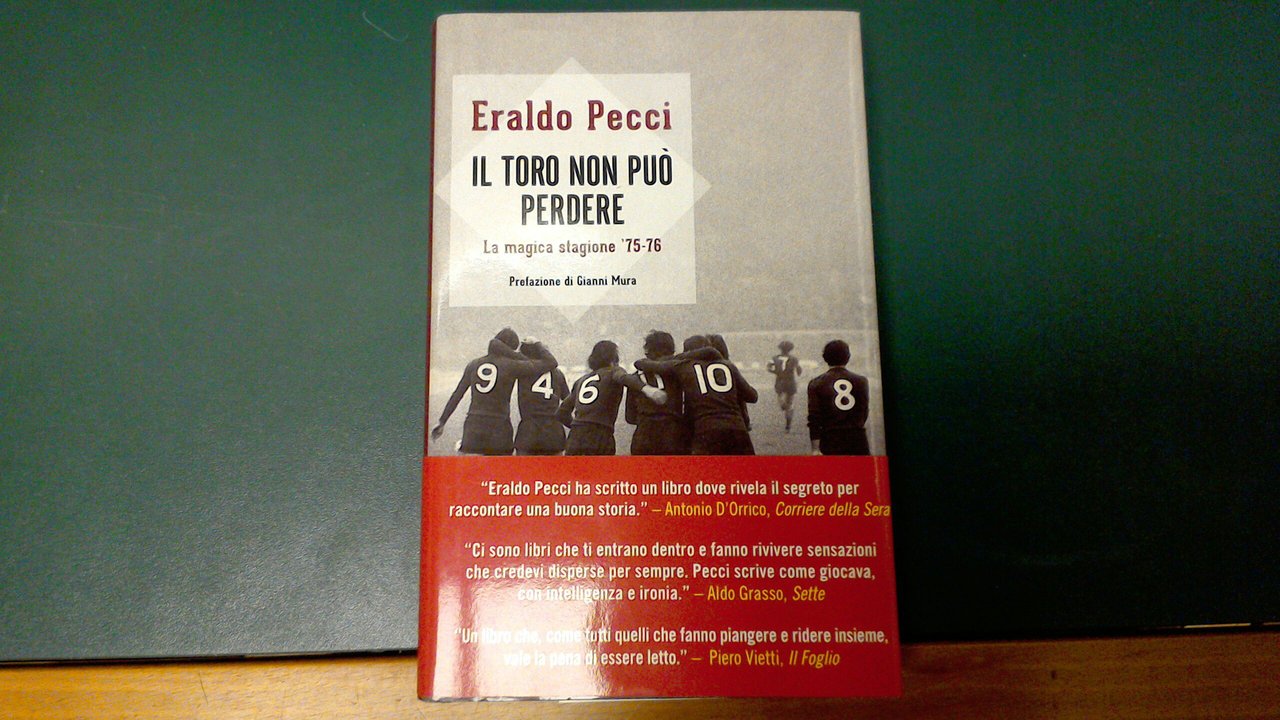 Eraldo Pecci
IL TORO NON PUÒ
PERDERE
La magica stagione '75-76
Prefazione di Gianni Mura
9
4
6
10
7
8
“Eraldo Pecci ha scritto un libro dove rivela il segreto per
raccontare una buona storia.” – Antonio D'Orrico, Corriere della Sera
“Ci sono libri che ti entrano dentro e fanno rivivere sensazioni
che credevi disperse per sempre. Pecci scrive come giocava,
con intelligenza e ironia.” – Aldo Grasso, Sette
“Un libro che, come tutti quelli che fanno piangere e ridere insieme,
vale la pena di essere letto.” – Piero Vietti, Il Foglio